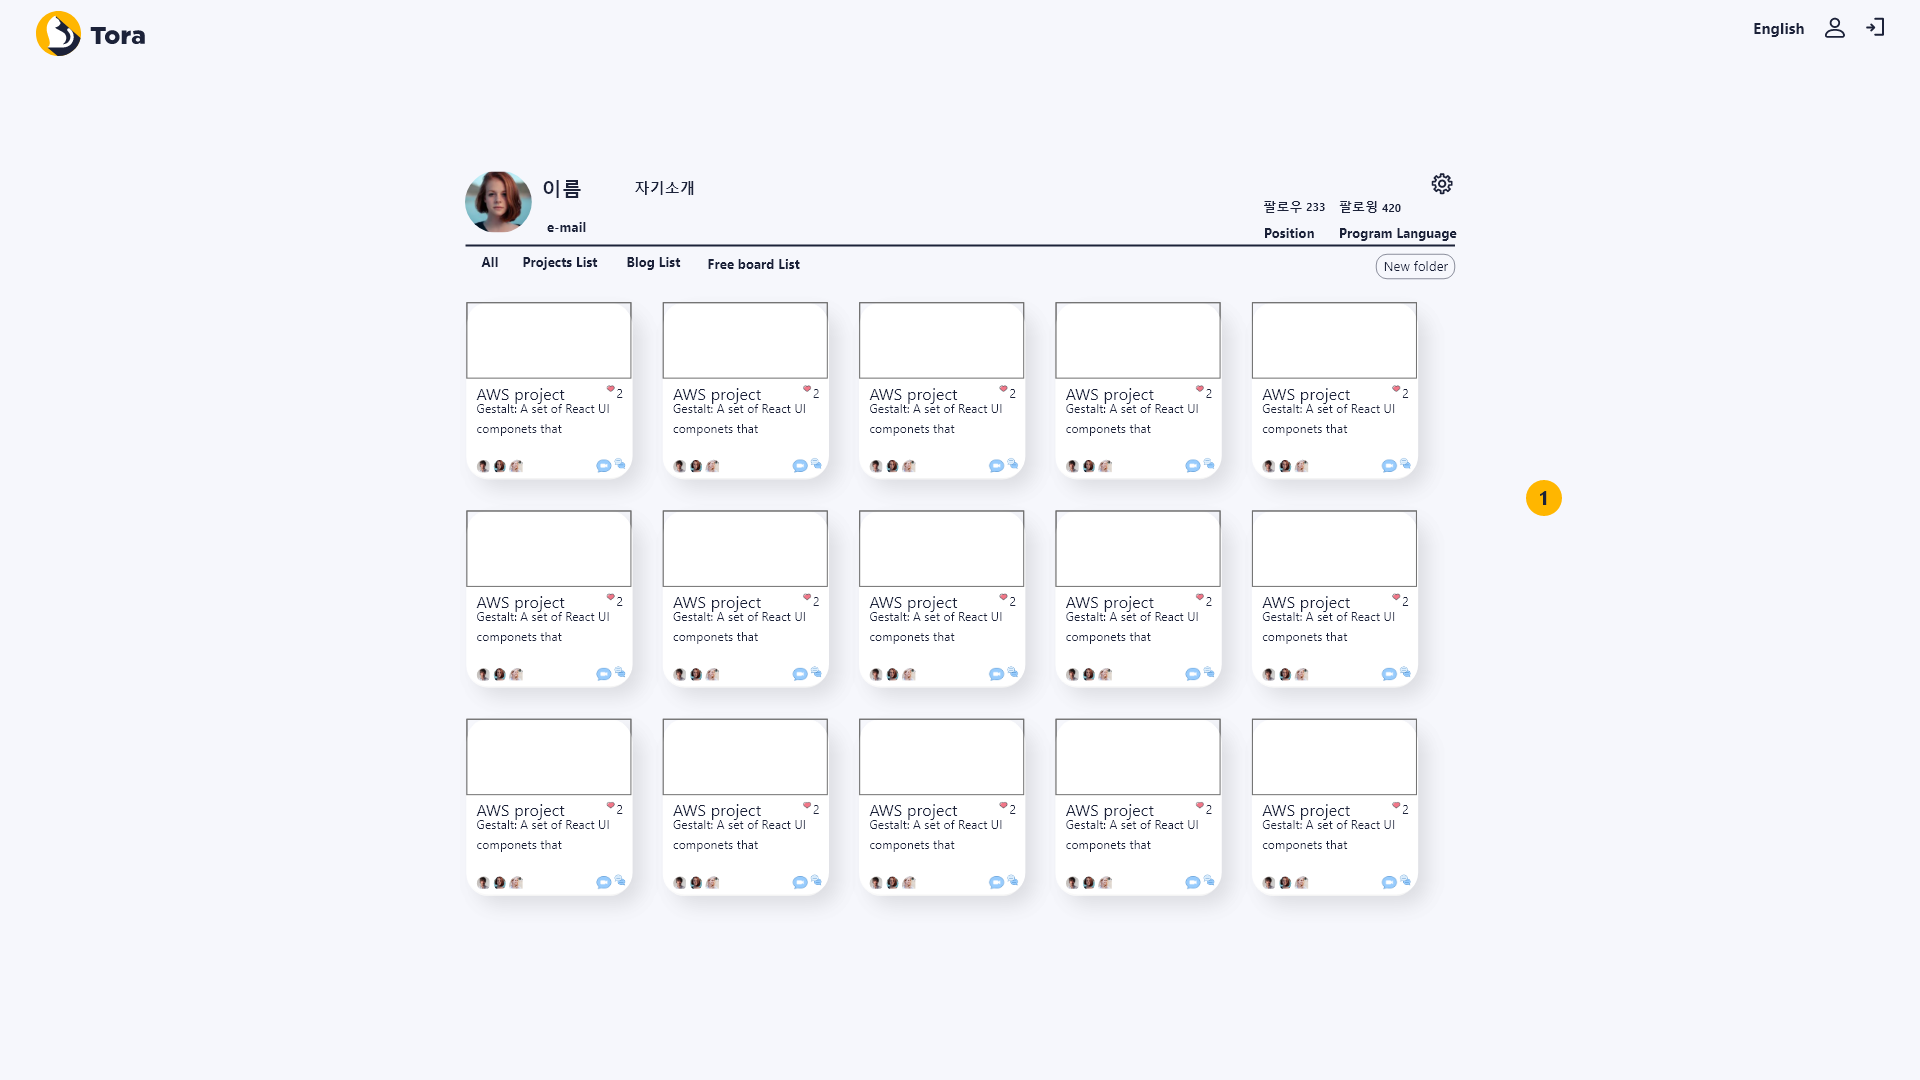 Tora
English
이름 자기소개
팔로우 233 팔로윙 420
e-mail
Position Program Language
All Projects List Blog List Free board List New folder
AWS project 2 AWS project 2 AWS project 2 AWS project 2 AWS project 2
Gestalt: A set of React UI Gestalt: A set of React UI Gestalt: A set of React UI Gestalt: A set of React UI Gestalt: A set of React UI
componets that componets that componets that componets that componets that
1
AWS project 2 AWS project 2 AWS project 2 AWS project 2 AWS project 2
Gestalt: A set of React UI Gestalt: A set of React UI Gestalt: A set of React UI Gestalt: A set of React UI Gestalt: A set of React UI
componets that componets that componets that componets that componets that
AWS project 2 AWS project 2 AWS project 2 AWS project 2 AWS project 2
Gestalt: A set of React UI Gestalt: A set of React UI Gestalt: A set of React UI Gestalt: A set of React UI Gestalt: A set of React UI
componets that componets that componets that componets that componets that